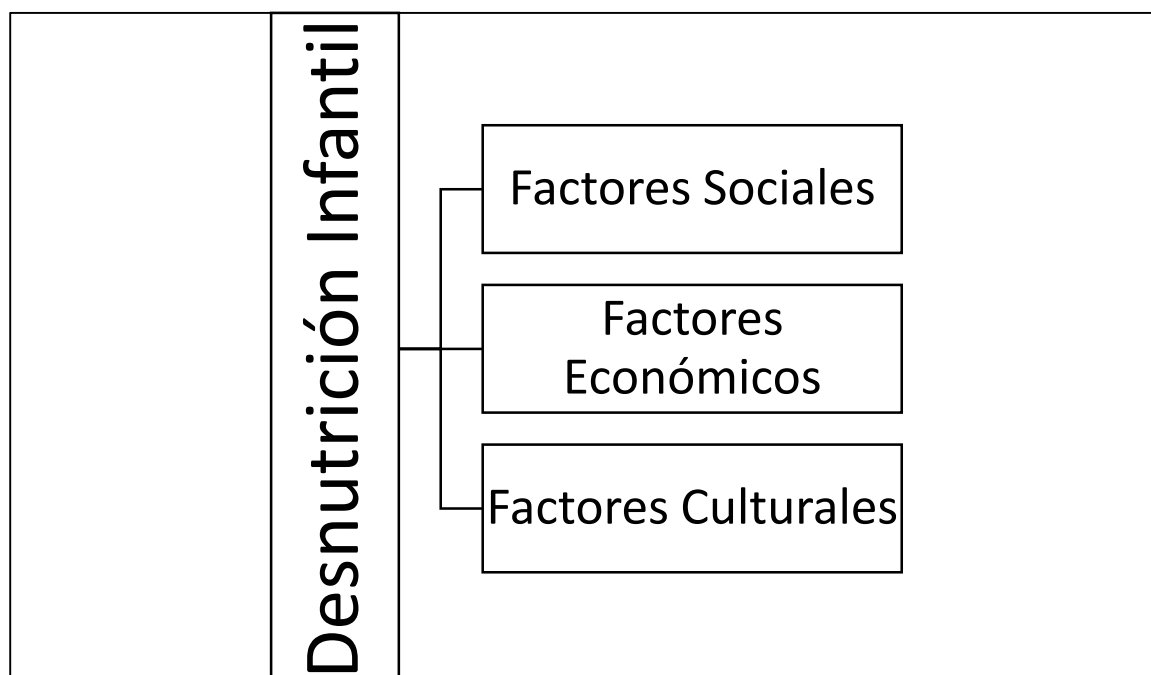 Desnutrición Infantil
Factores Sociales
Factores
Económicos
Factores Culturales